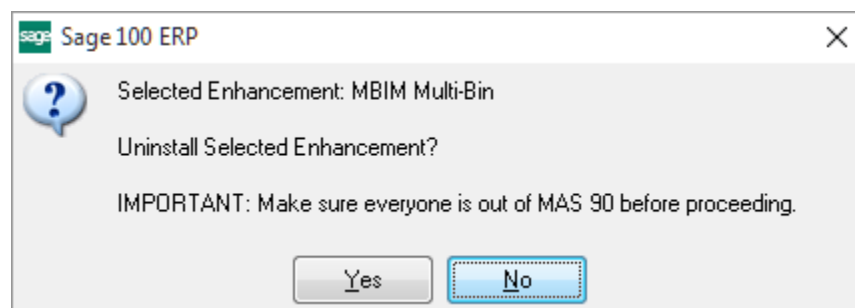 sage Sage 100 ERP
Selected Enhancement: MBIM Multi-Bin
Uninstall Selected Enhancement?
IMPORTANT: Make sure everyone is out of MAS 90 before proceeding.
Yes No